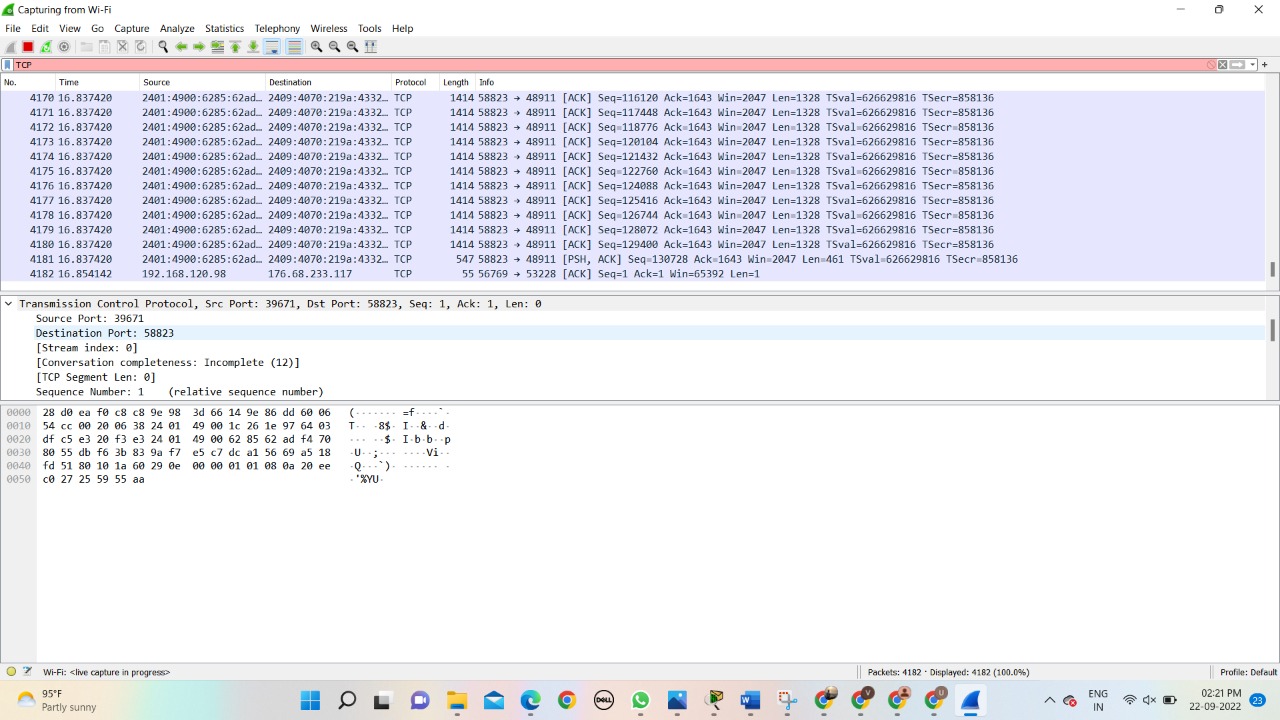 Capturing from Wi-Fi
File Edit View Go Capture Analyze Statistics Telephony Wireless Tools Help
TCP
No. Time Source Destination Protocol Length Info
4170 16.837420 2401:4900:6285:62ad… 2409:4070:219a:4332… TCP 1414 58823 → 48911 [ACK] Seq=116120 Ack=1643 Win=2047 Len=1328 TSval=626629816 TSecr=858136
4171 16.837420 2401:4900:6285:62ad… 2409:4070:219a:4332… TCP 1414 58823 → 48911 [ACK] Seq=117448 Ack=1643 Win=2047 Len=1328 TSval=626629816 TSecr=858136
4172 16.837420 2401:4900:6285:62ad… 2409:4070:219a:4332… TCP 1414 58823 → 48911 [ACK] Seq=118776 Ack=1643 Win=2047 Len=1328 TSval=626629816 TSecr=858136
4173 16.837420 2401:4900:6285:62ad… 2409:4070:219a:4332… TCP 1414 58823 → 48911 [ACK] Seq=120104 Ack=1643 Win=2047 Len=1328 TSval=626629816 TSecr=858136
4174 16.837420 2401:4900:6285:62ad… 2409:4070:219a:4332… TCP 1414 58823 → 48911 [ACK] Seq=121432 Ack=1643 Win=2047 Len=1328 TSval=626629816 TSecr=858136
4175 16.837420 2401:4900:6285:62ad… 2409:4070:219a:4332… TCP 1414 58823 → 48911 [ACK] Seq=122760 Ack=1643 Win=2047 Len=1328 TSval=626629816 TSecr=858136
4176 16.837420 2401:4900:6285:62ad… 2409:4070:219a:4332… TCP 1414 58823 → 48911 [ACK] Seq=124088 Ack=1643 Win=2047 Len=1328 TSval=626629816 TSecr=858136
4177 16.837420 2401:4900:6285:62ad… 2409:4070:219a:4332… TCP 1414 58823 → 48911 [ACK] Seq=125416 Ack=1643 Win=2047 Len=1328 TSval=626629816 TSecr=858136
4178 16.837420 2401:4900:6285:62ad… 2409:4070:219a:4332… TCP 1414 58823 → 48911 [ACK] Seq=126744 Ack=1643 Win=2047 Len=1328 TSval=626629816 TSecr=858136
4179 16.837420 2401:4900:6285:62ad… 2409:4070:219a:4332… TCP 1414 58823 → 48911 [ACK] Seq=128072 Ack=1643 Win=2047 Len=1328 TSval=626629816 TSecr=858136
4180 16.837420 2401:4900:6285:62ad… 2409:4070:219a:4332… TCP 1414 58823 → 48911 [ACK] Seq=129400 Ack=1643 Win=2047 Len=1328 TSval=626629816 TSecr=858136
4181 16.837420 2401:4900:6285:62ad… 2409:4070:219a:4332… TCP 547 58823 → 48911 [PSH, ACK] Seq=130728 Ack=1643 Win=2047 Len=461 TSval=626629816 TSecr=858136
4182 16.854142 192.168.120.98 176.68.233.117 TCP 55 56769 → 53228 [ACK] Seq=1 Ack=1 Win=65392 Len=1
Transmission Control Protocol, Src Port: 39671, Dst Port: 58823, Seq: 1, Ack: 1, Len: 0
Source Port: 39671
Destination Port: 58823
[Stream index: 0]
[Conversation completeness: Incomplete (12)]
[TCP Segment Len: 0]
Sequence Number: 1 (relative sequence number)
0000 28 d0 ea f0 c8 c8 9e 98 3d 66 14 9e 86 dd 60 06 (······· =f····`·
0010 54 cc 00 20 06 38 24 01 49 00 1c 26 1e 97 64 03 T·· ·8$· I··&··d·
0020 df c5 e3 20 f3 e3 24 01 49 00 62 85 62 ad f4 70 ··· ··$· I·b·b··p
0030 80 55 db f6 3b 83 9a f7 e5 c7 dc a1 56 69 a5 18 ·U··;··· ····Vi··
0040 fd 51 80 10 1a 60 29 0e 00 00 01 01 08 0a 20 ee ·Q···`)· ······ ·
0050 c0 27 25 59 55 aa ·'%YU·
Wi-Fi: <live capture in progress> Packets: 4182 · Displayed: 4182 (100.0%) Profile: Default
95°F
Partly sunny
DELL
V
U
ENG
IN
02:21 PM
22-09-2022
23